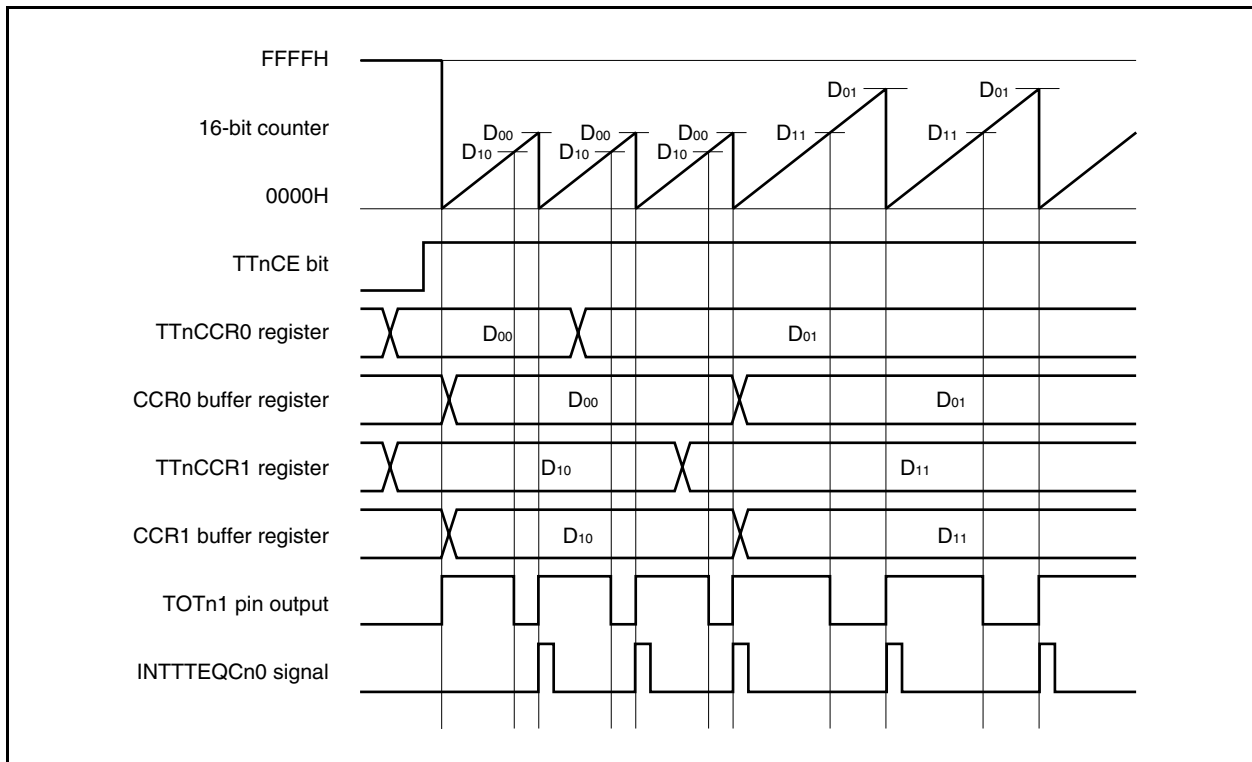 FFFFH
D01 D01
16-bit counter
D00 D00 D00 D11 D11
D10 D10 D10
0000H
TTnCE bit
TTnCCR0 register D00 D01
CCR0 buffer register D00 D01
TTnCCR1 register D10 D11
CCR1 buffer register D10 D11
TOTn1 pin output
INTTTEQCn0 signal